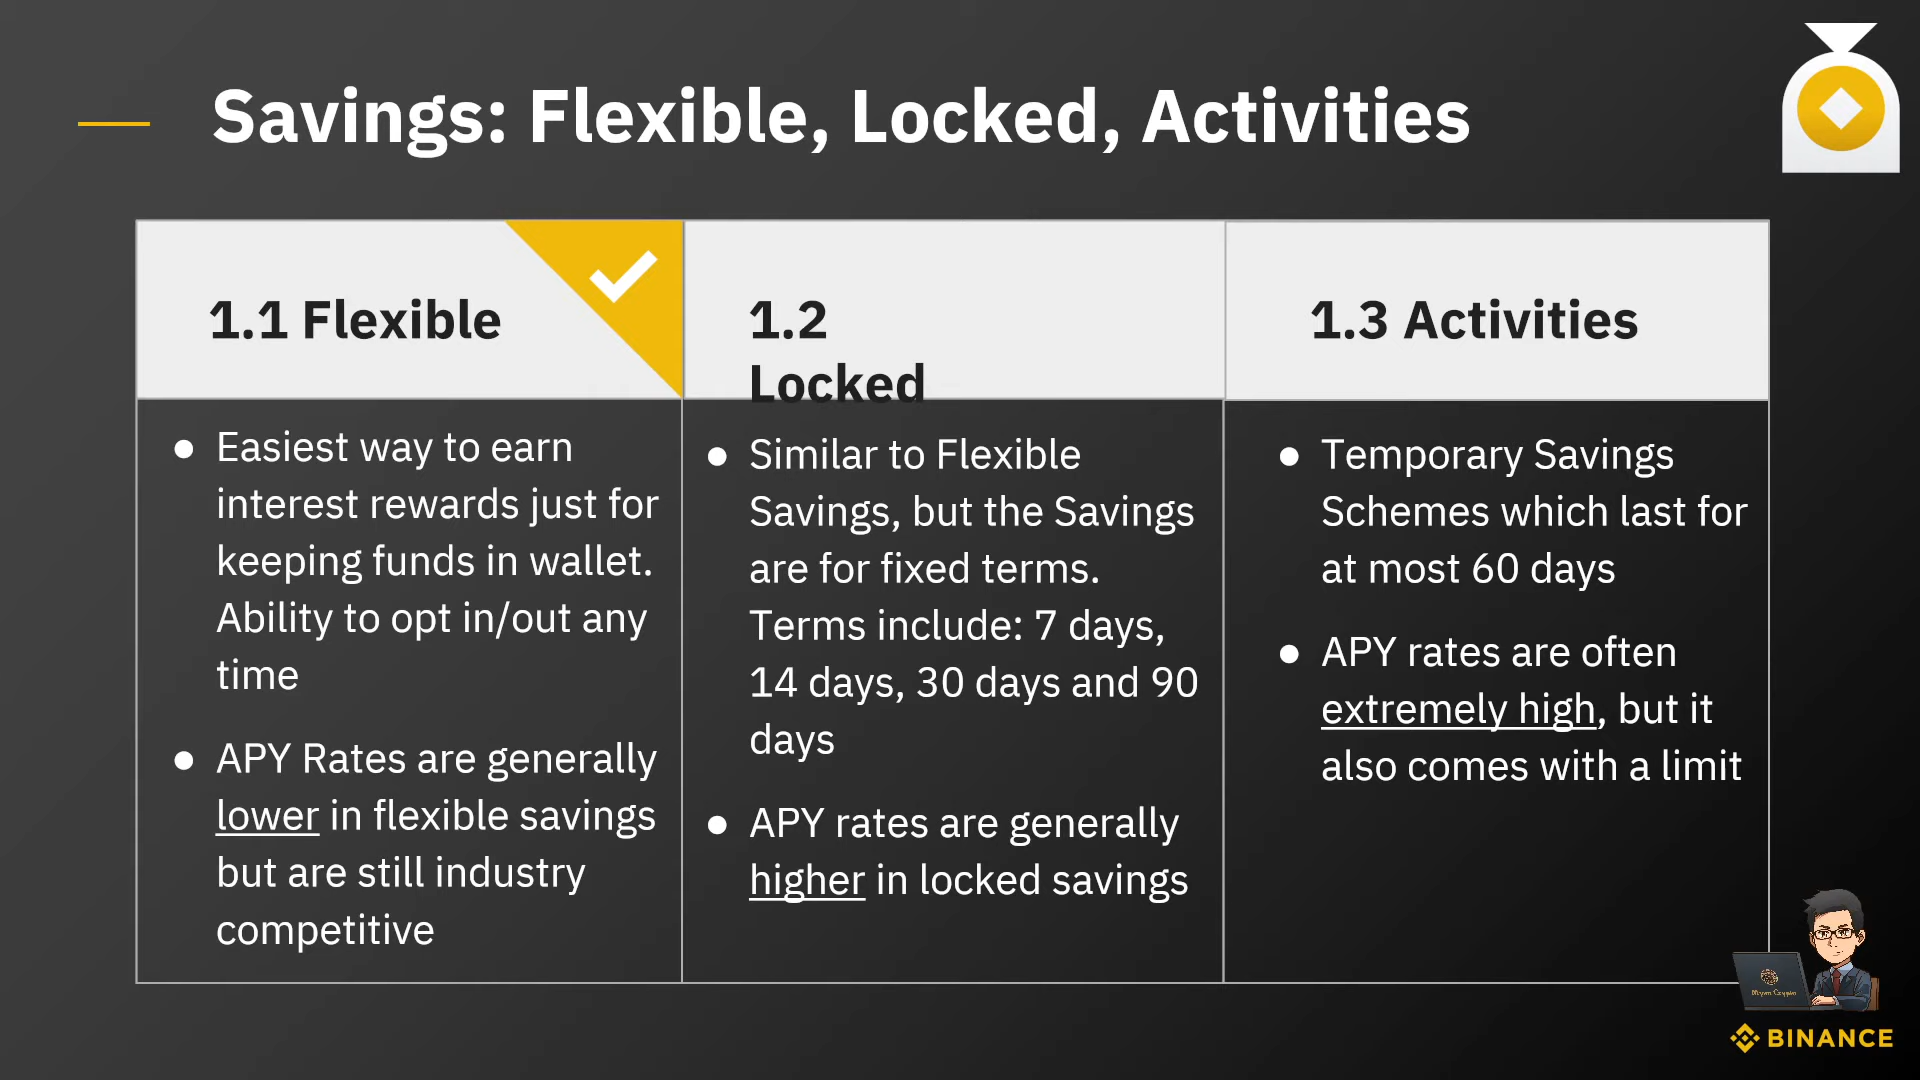 Savings: Flexible, Locked, Activities
1.1 Flexible
Easiest way to earn
interest rewards just for
keeping funds in wallet.
Ability to opt in/out any
time
APY Rates are generally
lower in flexible savings
but are still industry
competitive
1.2
Locked
Similar to Flexible
Savings, but the Savings
are for fixed terms.
Terms include: 7 days,
14 days, 30 days and 90
days
APY rates are generally
higher in locked savings
1.3 Activities
Temporary Savings
Schemes which last for
at most 60 days
APY rates are often
extremely high, but it
also comes with a limit
BINANCE